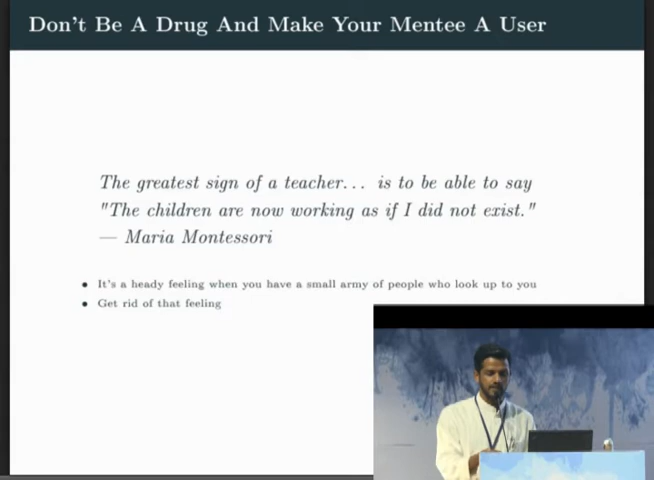 Don't Be A Drug And Make Your Mentee A User
The greatest sign of a teacher... is to be able to say
"The children are now working as if I did not exist."
— Maria Montessori
• It's a heady feeling when you have a small army of people who look up to you
• Get rid of that feeling